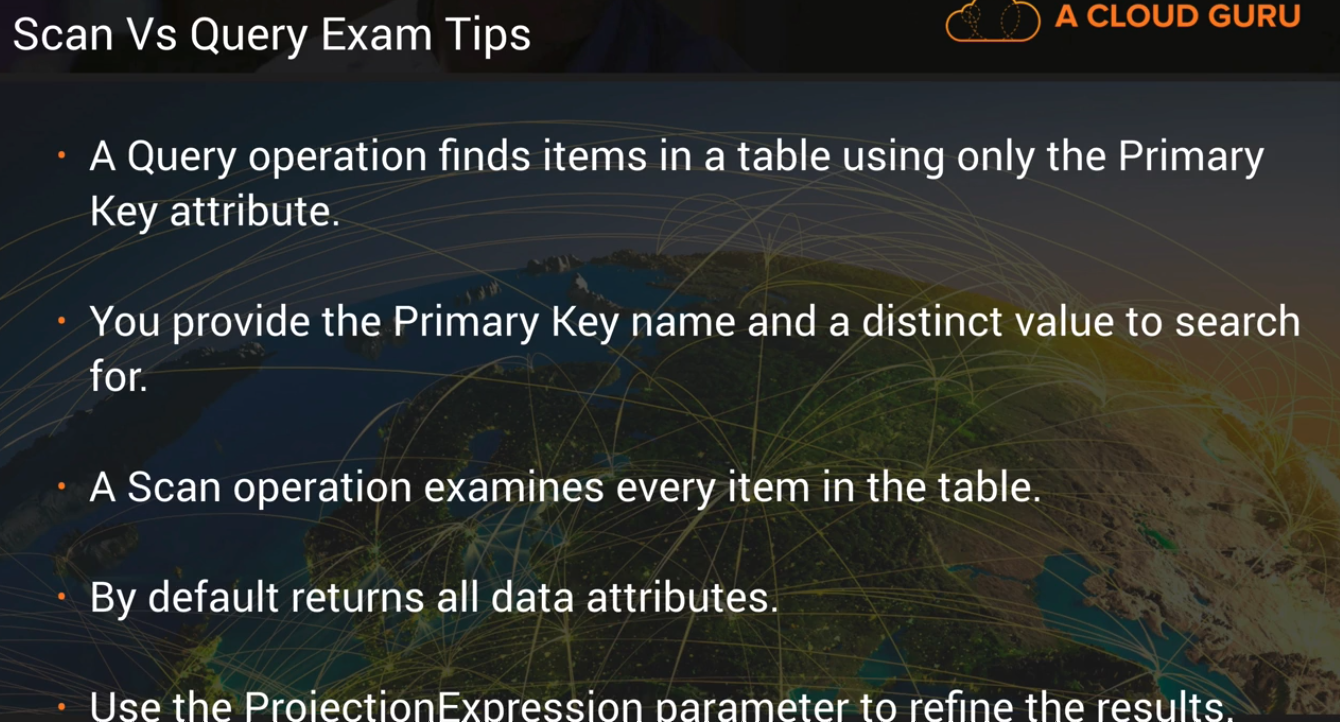 Scan Vs Query Exam Tips
A CLOUD GURU
• A Query operation finds items in a table using only the Primary
Key attribute.
• You provide the Primary Key name and a distinct value to search
for.
• A Scan operation examines every item in the table.
• By default returns all data attributes.
• Use the ProjectionExpression parameter to refine the results.